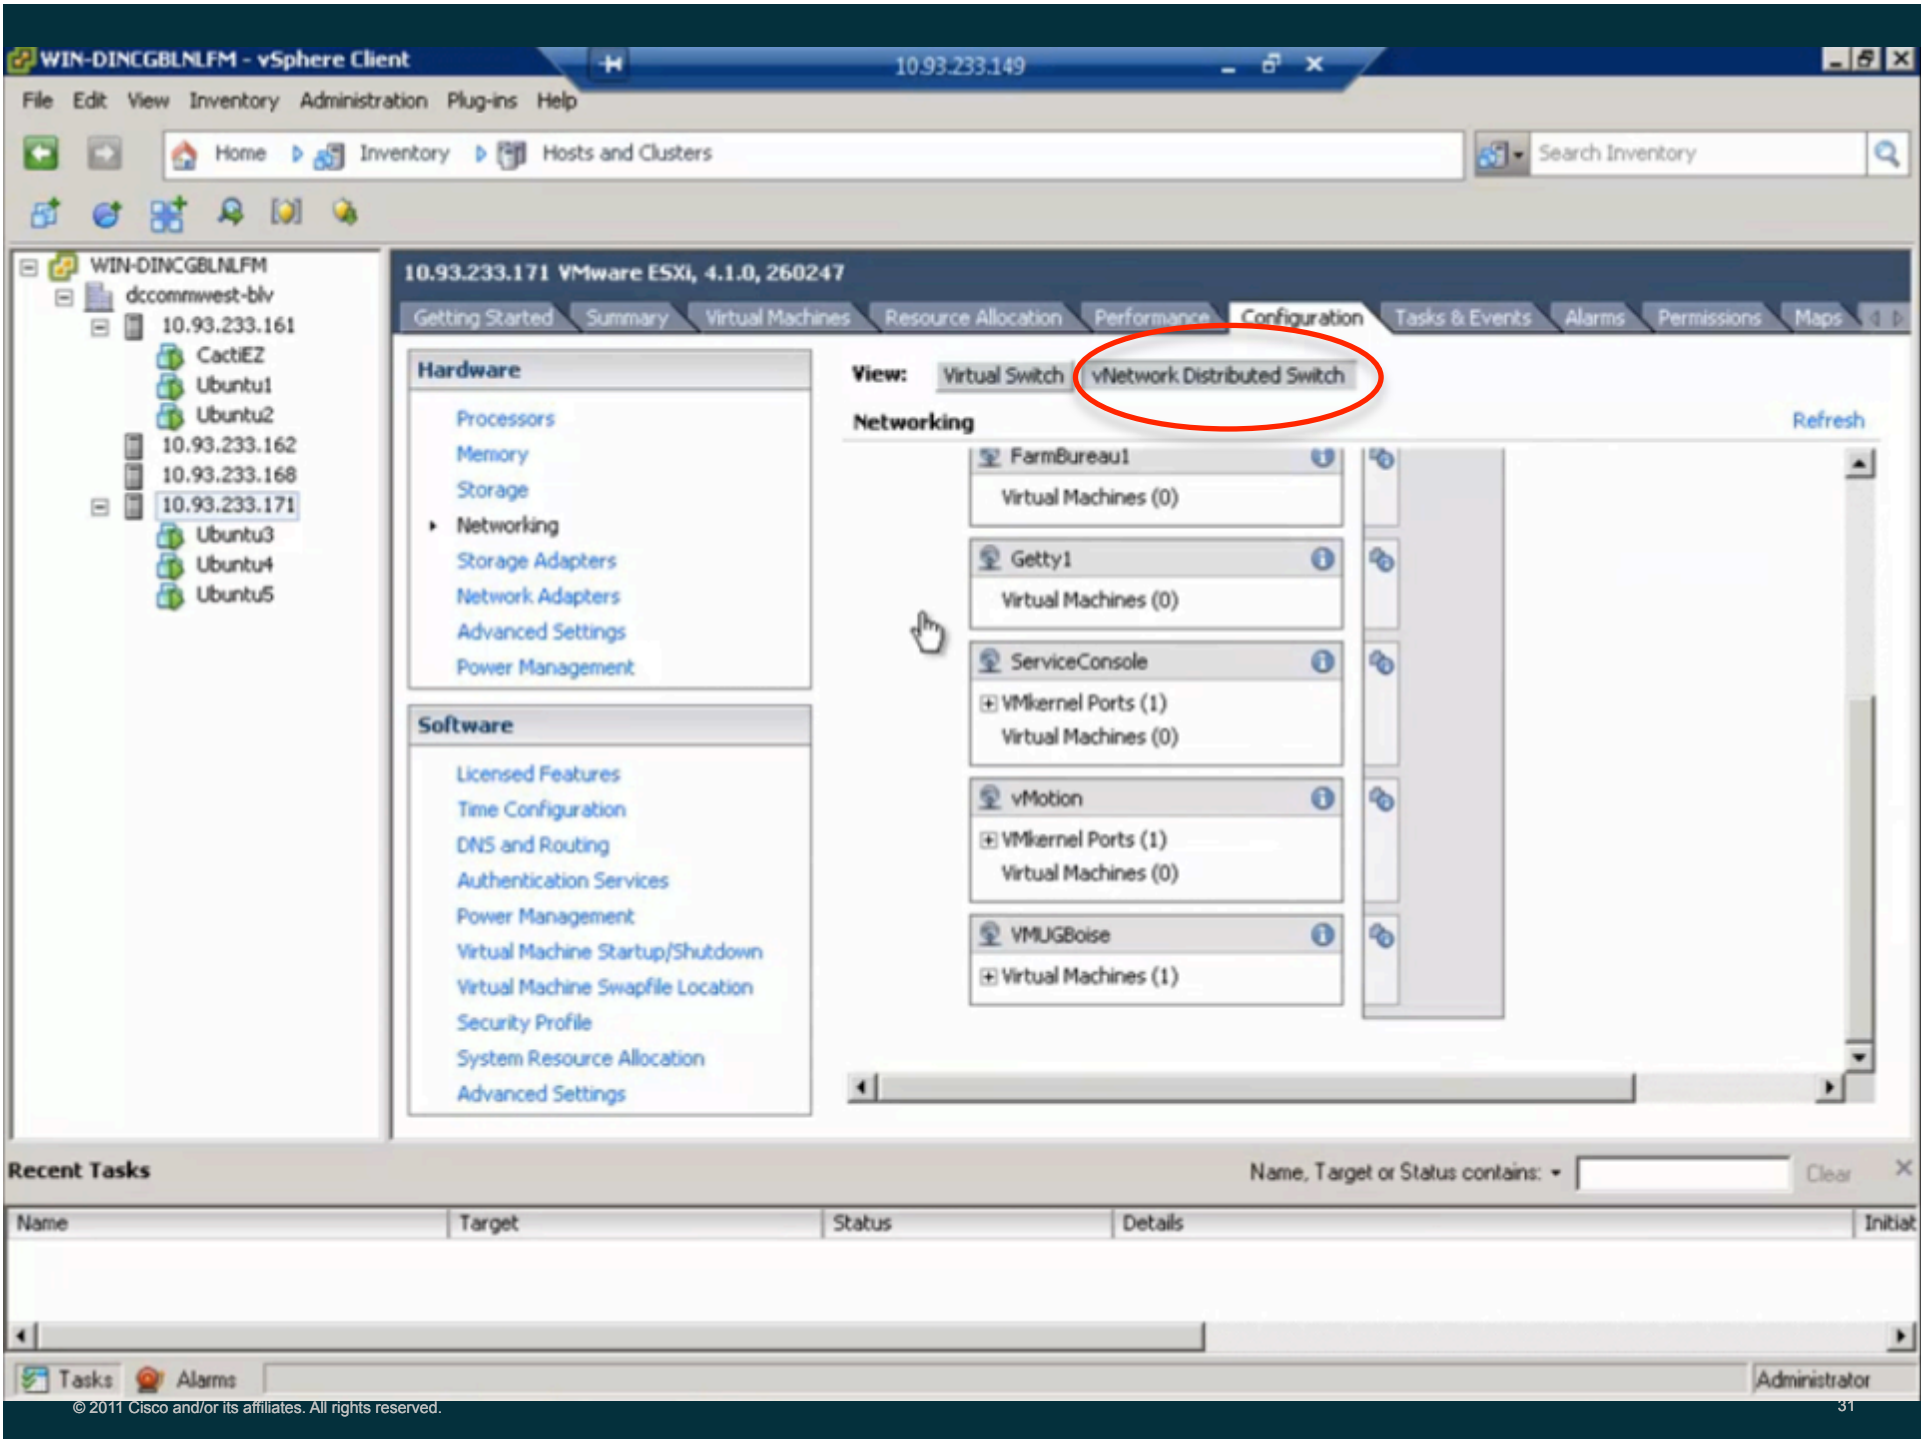 WIN-DINCGBLNLFM - vSphere Client
10.93.233.149
File Edit View Inventory Administration Plug-ins Help
Home Inventory Hosts and Clusters
Search Inventory
WIN-DINCGBLNLFM
dccommwest-blv
10.93.233.161
CactiEZ
Ubuntu1
Ubuntu2
10.93.233.162
10.93.233.168
10.93.233.171
Ubuntu3
Ubuntu4
Ubuntu5
10.93.233.171 VMware ESXi, 4.1.0, 260247
Getting Started Summary Virtual Machines Resource Allocation Performance Configuration Tasks & Events Alarms Permissions Maps
Hardware
Processors
Memory
Storage
Networking
Storage Adapters
Network Adapters
Advanced Settings
Power Management
Software
Licensed Features
Time Configuration
DNS and Routing
Authentication Services
Power Management
Virtual Machine Startup/Shutdown
Virtual Machine Swapfile Location
Security Profile
System Resource Allocation
Advanced Settings
View: Virtual Switch vNetwork Distributed Switch
Networking Refresh
FarmBureau1
Virtual Machines (0)
Getty1
Virtual Machines (0)
ServiceConsole
VMkernel Ports (1)
Virtual Machines (0)
vMotion
VMkernel Ports (1)
Virtual Machines (0)
VMUGBoise
Virtual Machines (1)
Recent Tasks
Name, Target or Status contains: Clear
Name Target Status Details Initiat
Tasks Alarms Administrator
© 2011 Cisco and/or its affiliates. All rights reserved. 31